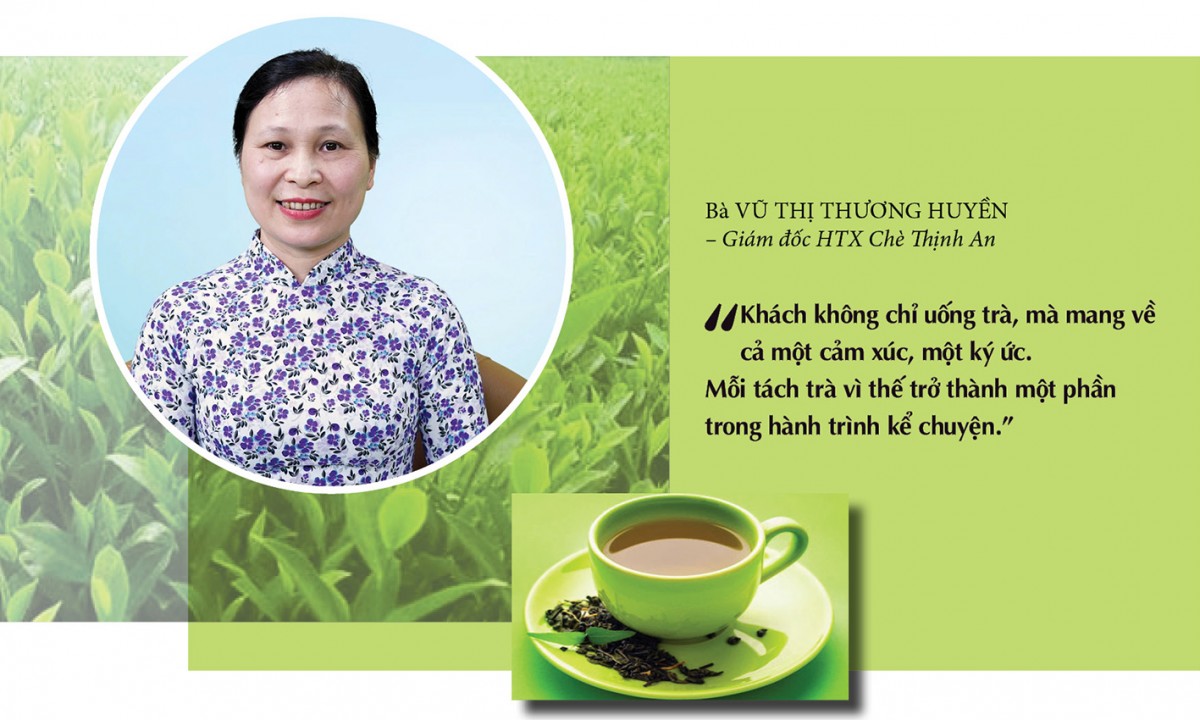 Bà VŨ THỊ THƯƠNG HUYỀN
– Giám đốc HTX Chè Thịnh An
“Khách không chỉ uống trà, mà mang về
cả một cảm xúc, một ký ức.
Mỗi tách trà vì thế trở thành một phần
trong hành trình kể chuyện.”